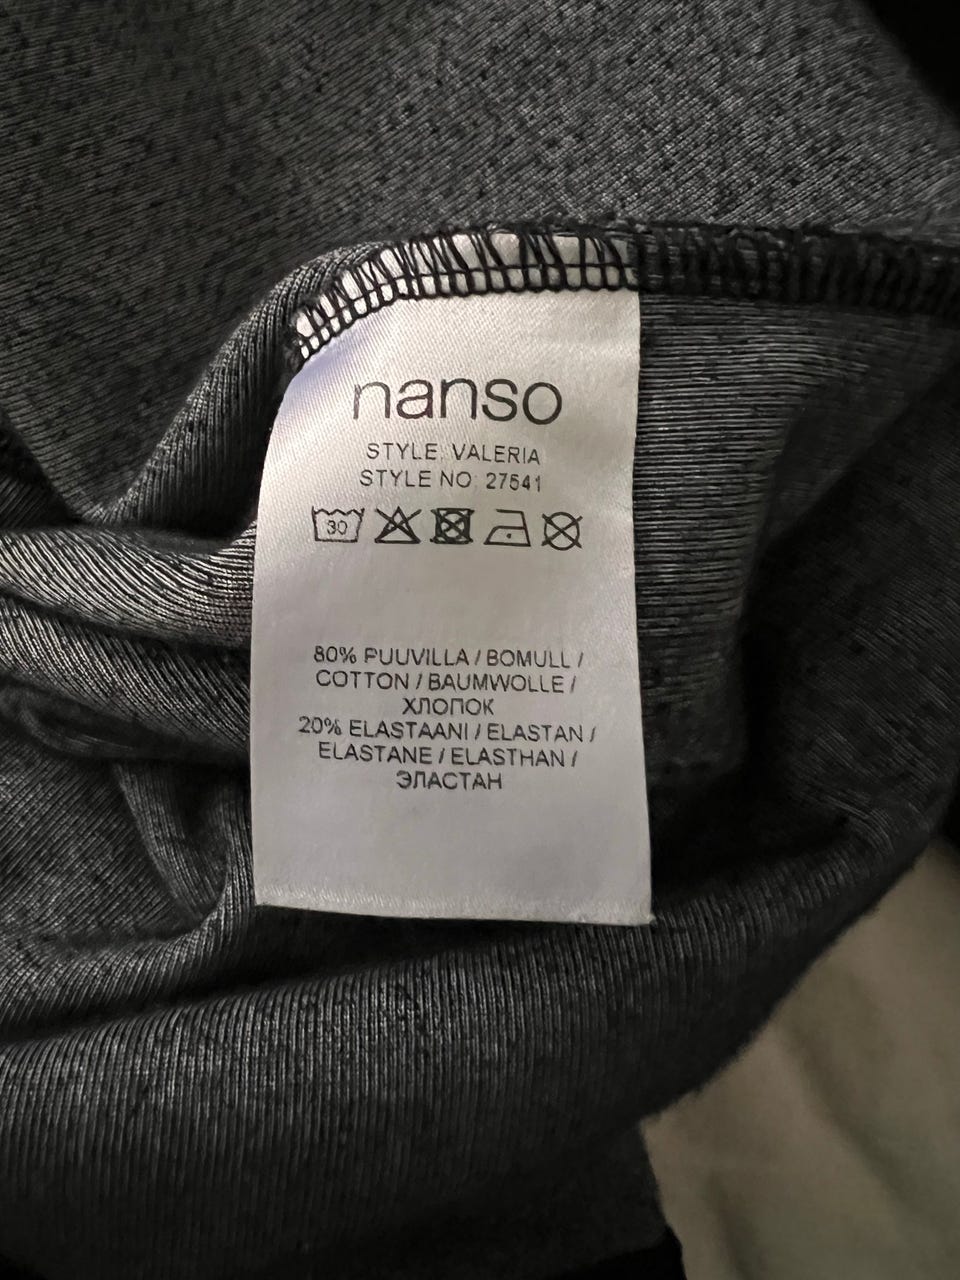 nanso
STYLE: VALERIA
STYLE NO: 27541
30
80% PUUVILLA / BOMULL /
COTTON / BAUMWOLLE /
ХЛОПОК
20% ELASTAANI / ELASTAN /
ELASTANE / ELASTHAN /
ЭЛАСТАН